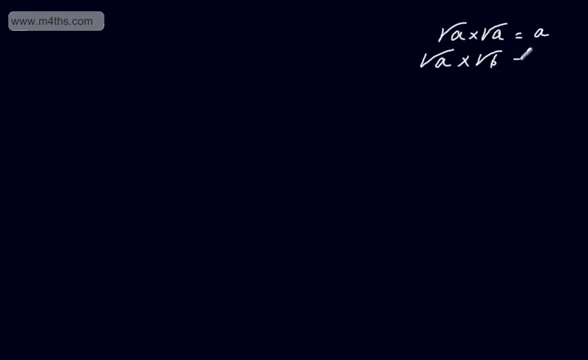 www.m4ths.com
√a × √a = a
√a × √b =